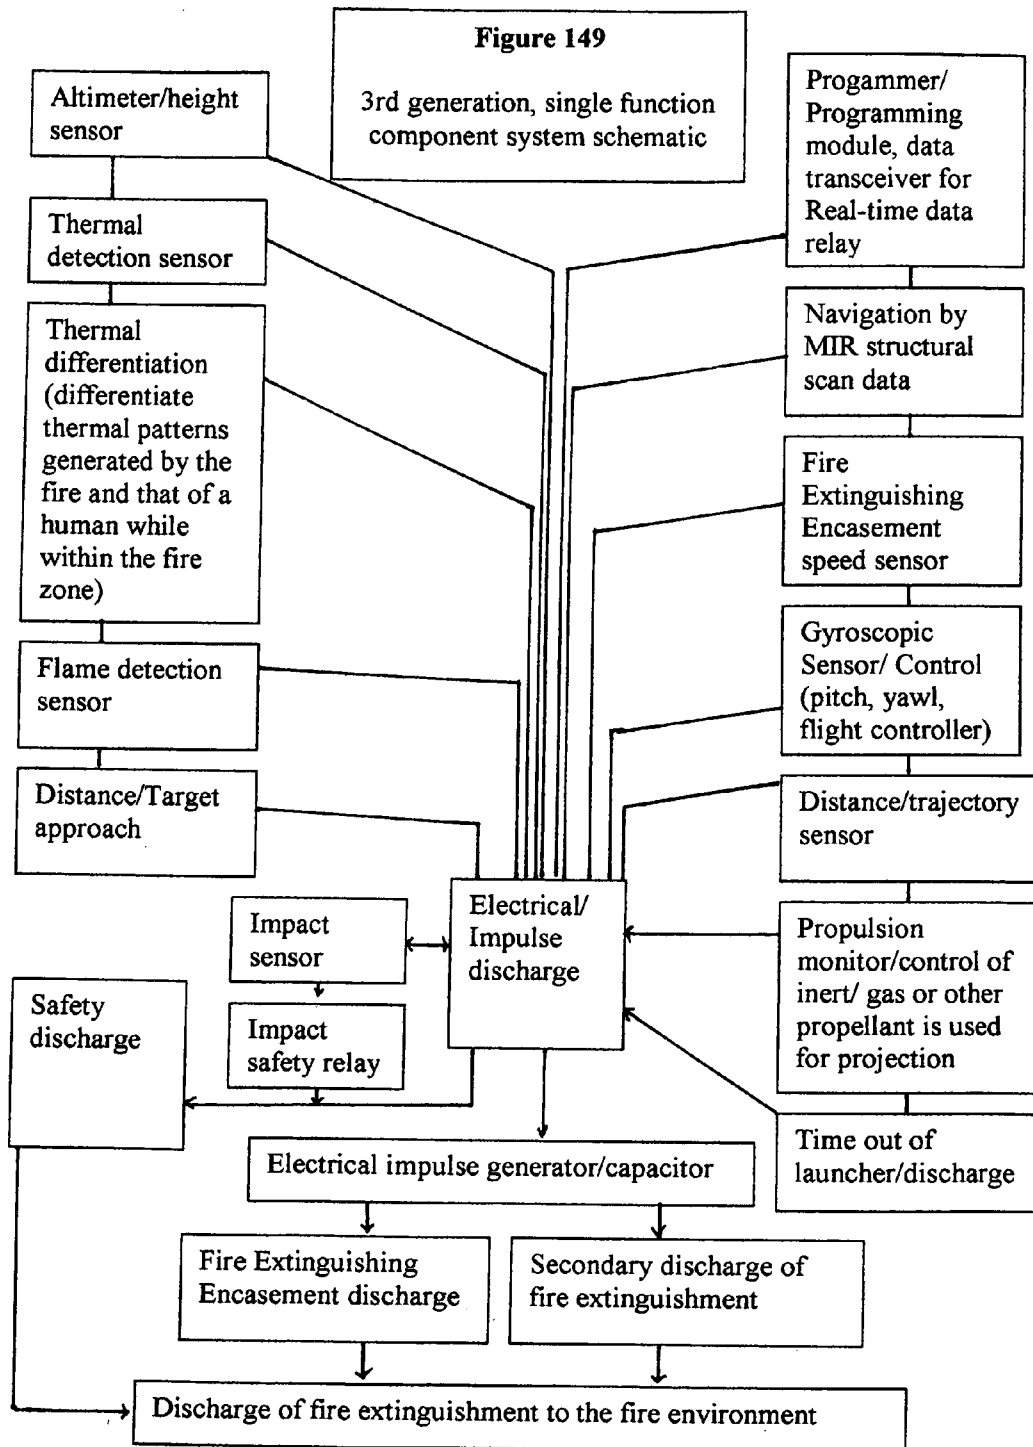 Figure 149
3rd generation, single function
component system schematic
Altimeter/height
sensor
Thermal
detection sensor
Thermal
differentiation
(differentiate
thermal patterns
generated by the
fire and that of a
human while
within the fire
zone)
Flame detection
sensor
Distance/Target
approach
Progammer/
Programming
module, data
transceiver for
Real-time data
relay
Navigation by
MIR structural
scan data
Fire
Extinguishing
Encasement
speed sensor
Gyroscopic
Sensor/ Control
(pitch, yawl,
flight controller)
Distance/trajectory
sensor
Propulsion
monitor/control of
inert/ gas or other
propellant is used
for projection
Time out of
launcher/discharge
Electrical/
Impulse
discharge
Impact
sensor
Impact
safety relay
Safety
discharge
Electrical impulse generator/capacitor
Fire Extinguishing
Encasement discharge
Secondary discharge of
fire extinguishment
Discharge of fire extinguishment to the fire environment